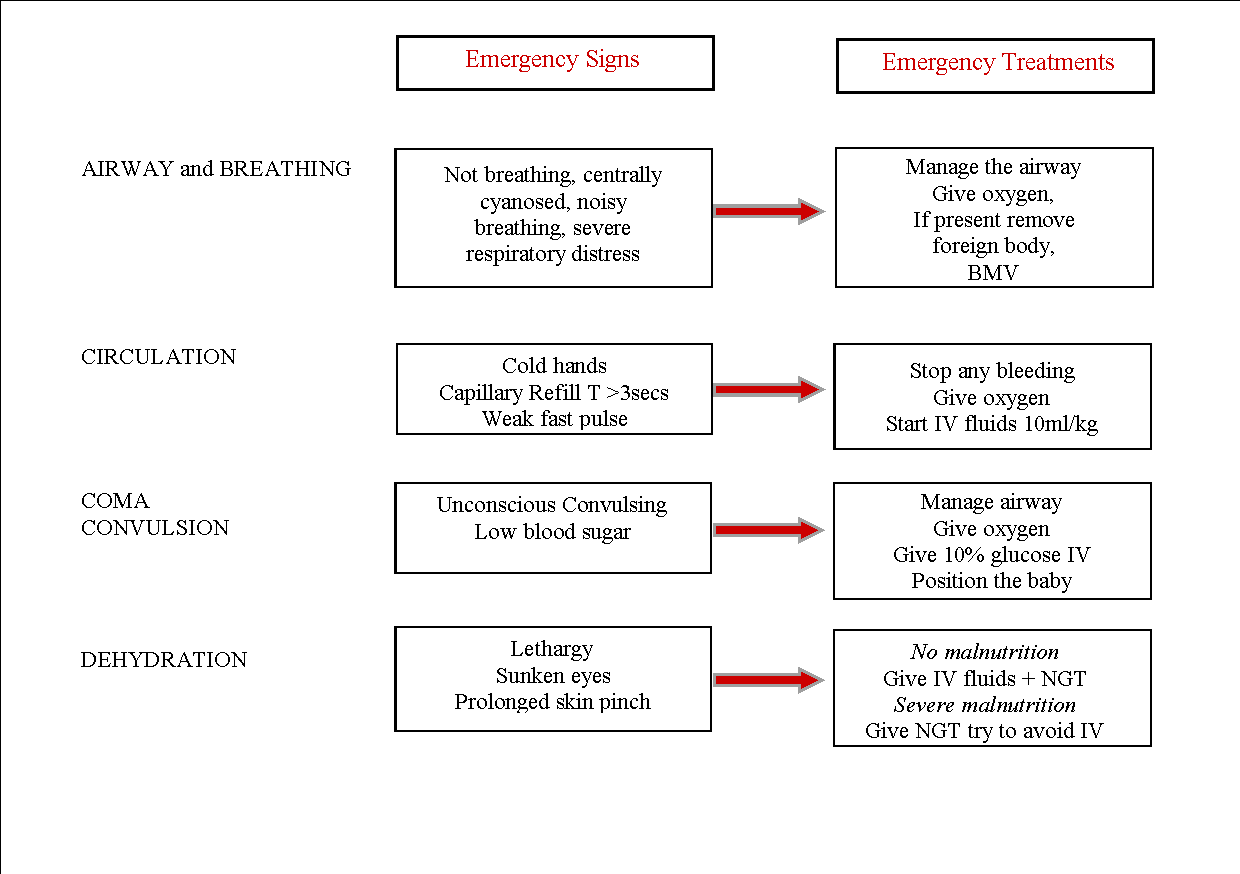 Emergency Signs
Emergency Treatments
AIRWAY and BREATHING
Not breathing, centrally
cyanosed, noisy
breathing, severe
respiratory distress
Manage the airway
Give oxygen,
If present remove
foreign body,
BMV
CIRCULATION
Cold hands
Capillary Refill T >3secs
Weak fast pulse
Stop any bleeding
Give oxygen
Start IV fluids 10ml/kg
COMA
CONVULSION
Unconscious Convulsing
Low blood sugar
Manage airway
Give oxygen
Give 10% glucose IV
Position the baby
DEHYDRATION
Lethargy
Sunken eyes
Prolonged skin pinch
No malnutrition
Give IV fluids + NGT
Severe malnutrition
Give NGT try to avoid IV